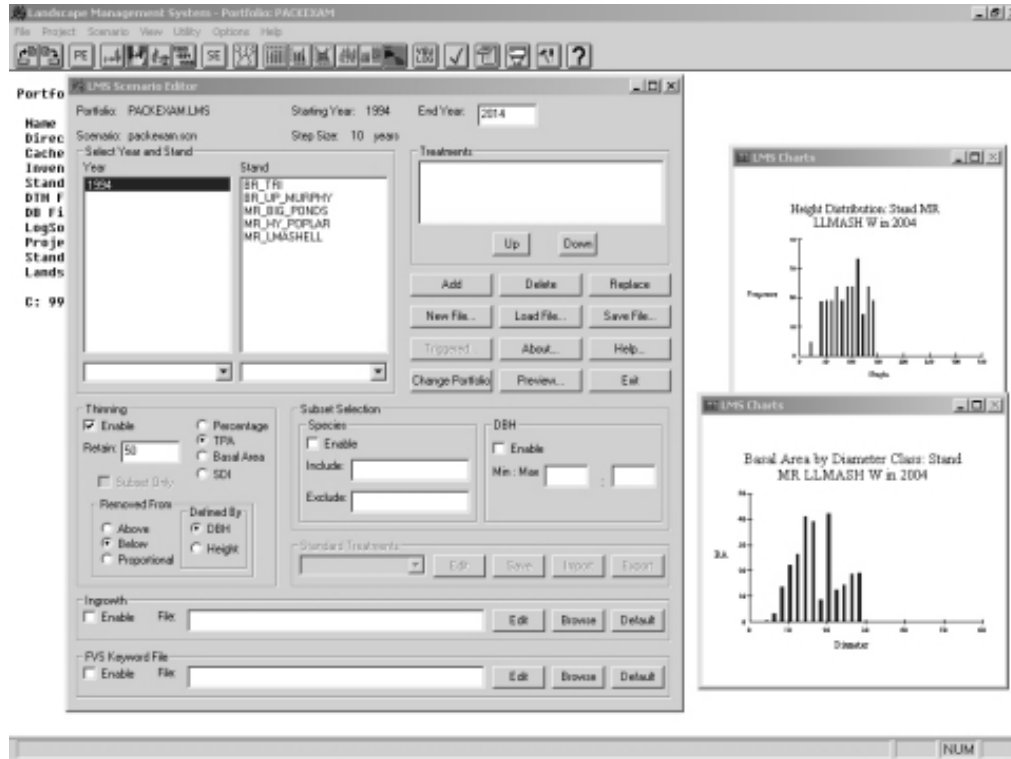 Landscape Management System - Portfolio: PACKEXAM
File Project Scenario View Utility Options Help
PE
SE
Portfo
Name
Direc
Cache
Inven
Stand
DTM F
DB Fi
LogSo
Proje
Stand
Lands
C: 99
LMS Scenario Editor
Portfolio: PACKEXAM.LMS Starting Year: 1994 End Year: 2014
Scenario: packexam.scn Step Size: 10 years
Select Year and Stand
Year Stand
1994
BR_TRI
BR_UP_MURPHY
MR_BIG_PONDS
MR_HY_POPLAR
MR_LMASHELL
Treatments
Up Down
Add Delete Replace
New File... Load File... Save File...
Triggered... About... Help...
Change Portfolio Preview... Exit
Thinning
Enable
Retain: 50
Percentage
TPA
Basal Area
SDI
Subset Only
Removed From
Above
Below
Proportional
Defined By
DBH
Height
Subset Selection
Species
Enable
Include:
Exclude:
DBH
Enable
Min : Max :
Standard Treatments
Edit Save Import Export
Ingrowth
Enable File: Edit Browse Default
FVS Keyword File
Enable File: Edit Browse Default
LMS Charts
Height Distribution: Stand MR
LLMASH W in 2004
Height
LMS Charts
Basal Area by Diameter Class: Stand
MR LLMASH W in 2004
BA
Diameter
NUM